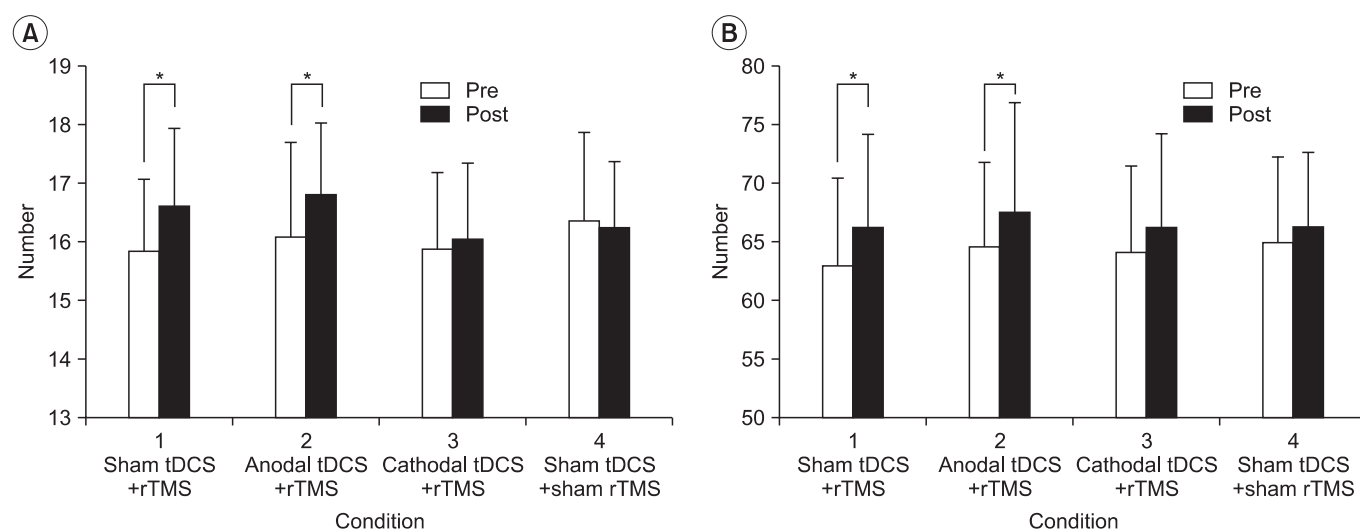 A
19
18
17
16
15
14
13
Number
*
*
Pre
Post
1
Sham tDCS
+rTMS
2
Anodal tDCS
+rTMS
3
Cathodal tDCS
+rTMS
4
Sham tDCS
+sham rTMS
Condition
B
80
75
70
65
60
55
50
Number
*
*
Pre
Post
1
Sham tDCS
+rTMS
2
Anodal tDCS
+rTMS
3
Cathodal tDCS
+rTMS
4
Sham tDCS
+sham rTMS
Condition